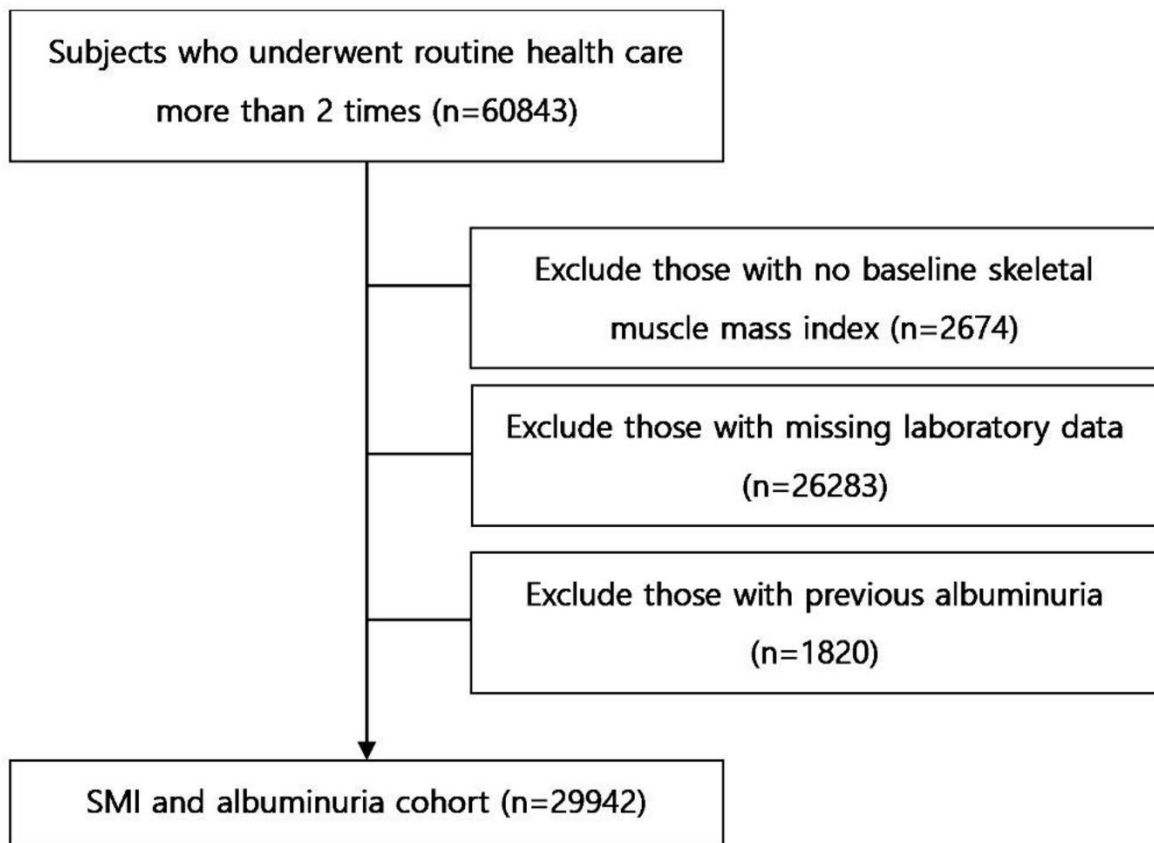 Subjects who underwent routine health care
more than 2 times (n=60843)
Exclude those with no baseline skeletal
muscle mass index (n=2674)
Exclude those with missing laboratory data
(n=26283)
Exclude those with previous albuminuria
(n=1820)
SMI and albuminuria cohort (n=29942)